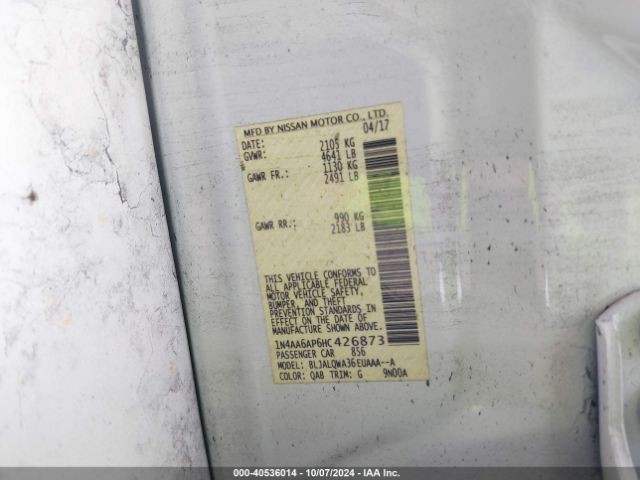 MFD BY NISSAN MOTOR CO., LTD.
DATE: 04/17
GVWR: 2105 KG
4641 LB
GAWR FR.: 1130 KG
2491 LB
GAWR RR.: 990 KG
2183 LB
THIS VEHICLE CONFORMS TO
ALL APPLICABLE FEDERAL
MOTOR VEHICLE SAFETY,
BUMPER, AND THEFT
PREVENTION STANDARDS IN
EFFECT ON THE DATE OF
MANUFACTURE SHOWN ABOVE.
1N4AA6AP6HC426873
PASSENGER CAR 856
MODEL: BLJALQWA36EUAAA--A
COLOR: QAB TRIM: G 9N00A
000-40536014 - 10/07/2024 - IAA Inc.